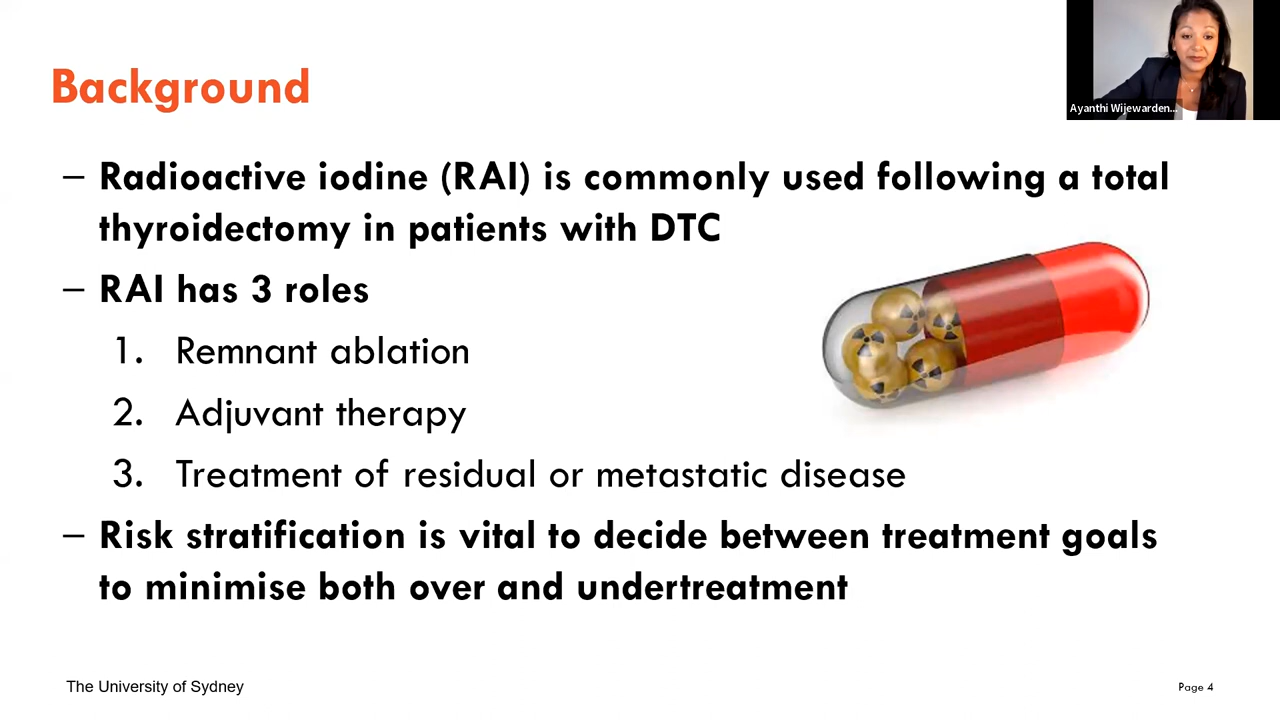 Background
Ayanthi Wijewarden...
– Radioactive iodine (RAI) is commonly used following a total
thyroidectomy in patients with DTC
– RAI has 3 roles
1. Remnant ablation
2. Adjuvant therapy
3. Treatment of residual or metastatic disease
– Risk stratification is vital to decide between treatment goals
to minimise both over and undertreatment
The University of Sydney
Page 4